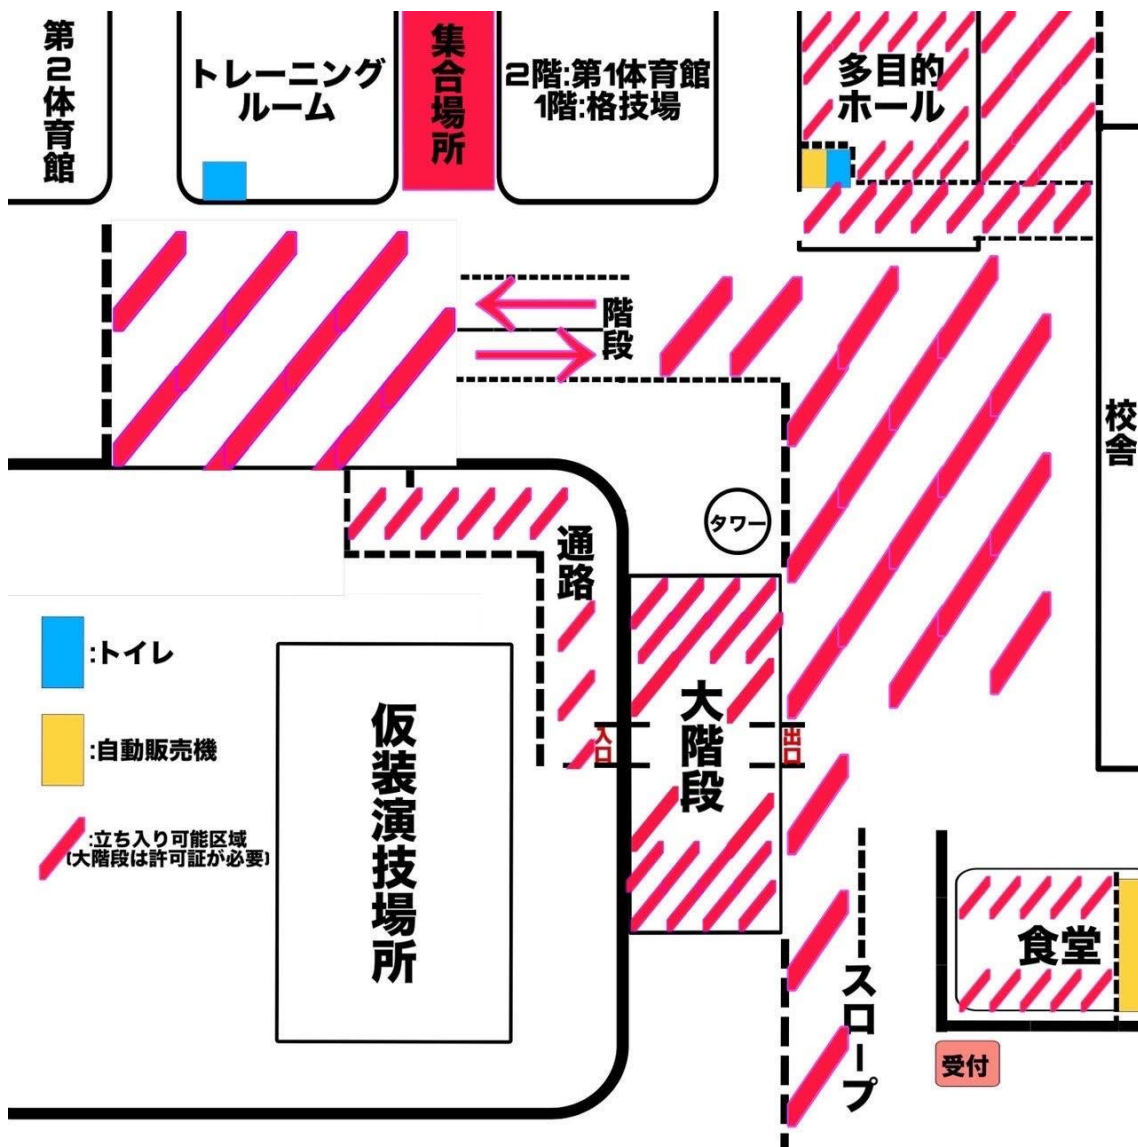 第2体育館
トレーニング
ルーム
集合場所
2階:第1体育館
1階:格技場
多目的
ホール
階段
校舎
タワー
通路
:トイレ
:自動販売機
:立ち入り可能区域
(大階段は許可証が必要)
仮装演技場所
入口
大階段
出口
スロープ
食堂
受付